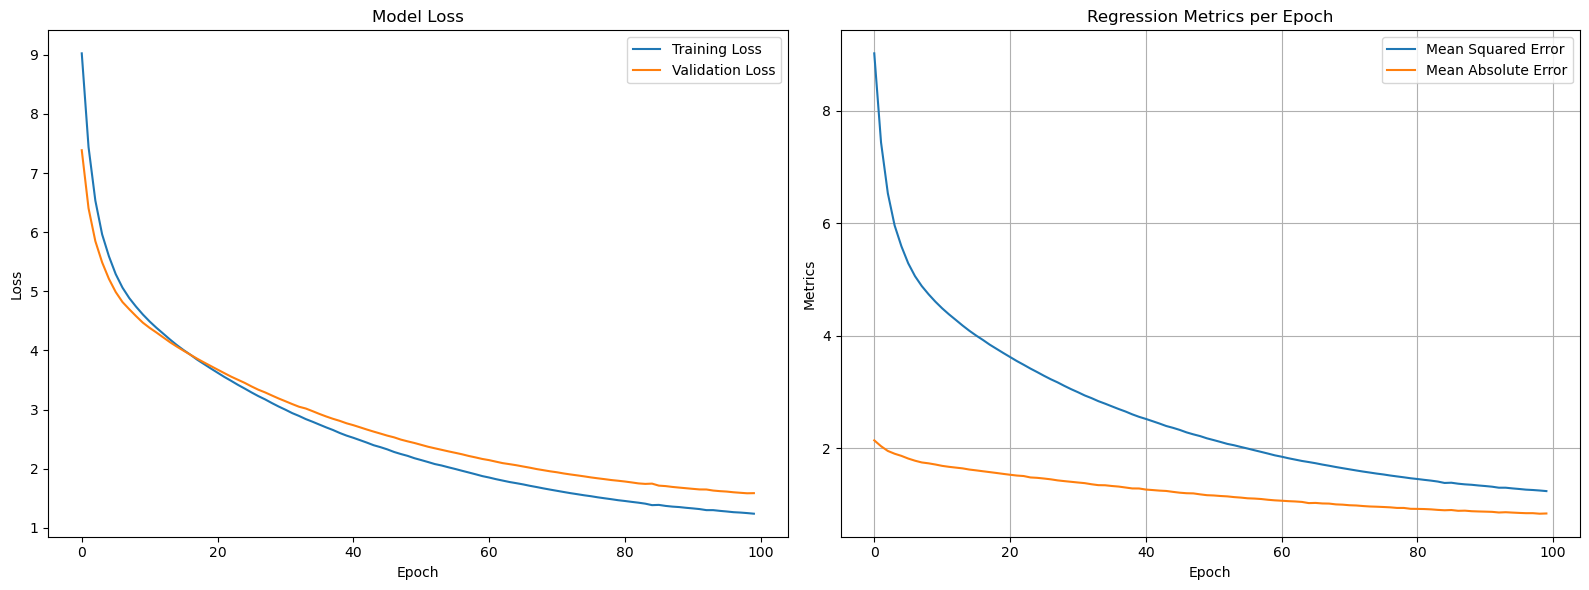 Model Loss
Training Loss
Validation Loss
9
8
7
6
5
4
3
2
1
Loss
0
20
40
60
80
100
Epoch
Regression Metrics per Epoch
Mean Squared Error
Mean Absolute Error
8
6
4
2
Metrics
0
20
40
60
80
100
Epoch